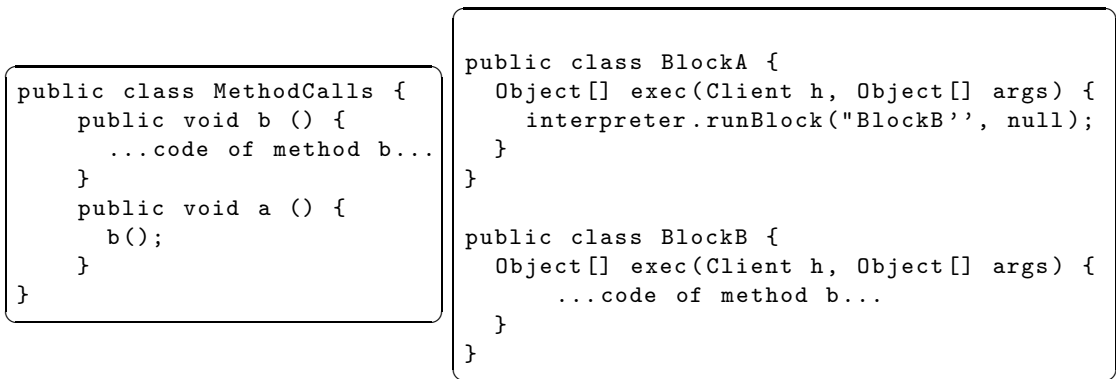 public class MethodCalls {
    public void b () {
      ...code of method b...
    }
    public void a () {
      b();
    }
}
public class BlockA {
  Object[] exec(Client h, Object[] args) {
    interpreter.runBlock("BlockB’’, null);
  }
}
public class BlockB {
  Object[] exec(Client h, Object[] args) {
      ...code of method b...
  }
}